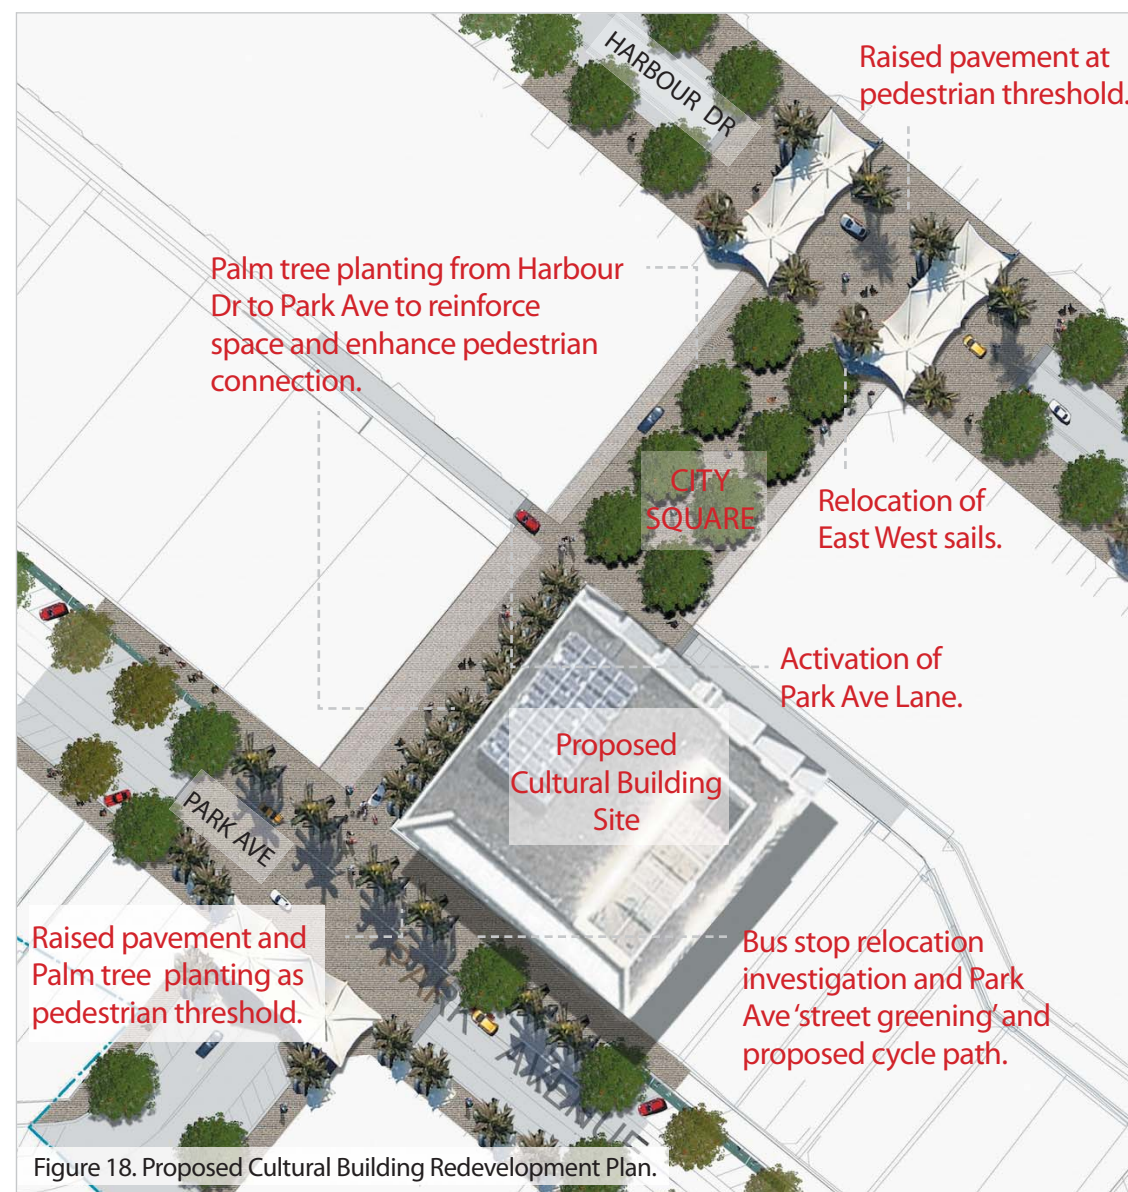 HARBOUR DR
Raised pavement at
pedestrian threshold.
Palm tree planting from Harbour
Dr to Park Ave to reinforce
space and enhance pedestrian
connection.
CITY
SQUARE
Relocation of
East West sails.
Activation of
Park Ave Lane.
Proposed
Cultural Building
Site
PARK AVE
Raised pavement and
Palm tree planting as
pedestrian threshold.
Bus stop relocation
investigation and Park
Ave 'street greening' and
proposed cycle path.
PARK
AVENUE
Figure 18. Proposed Cultural Building Redevelopment Plan.